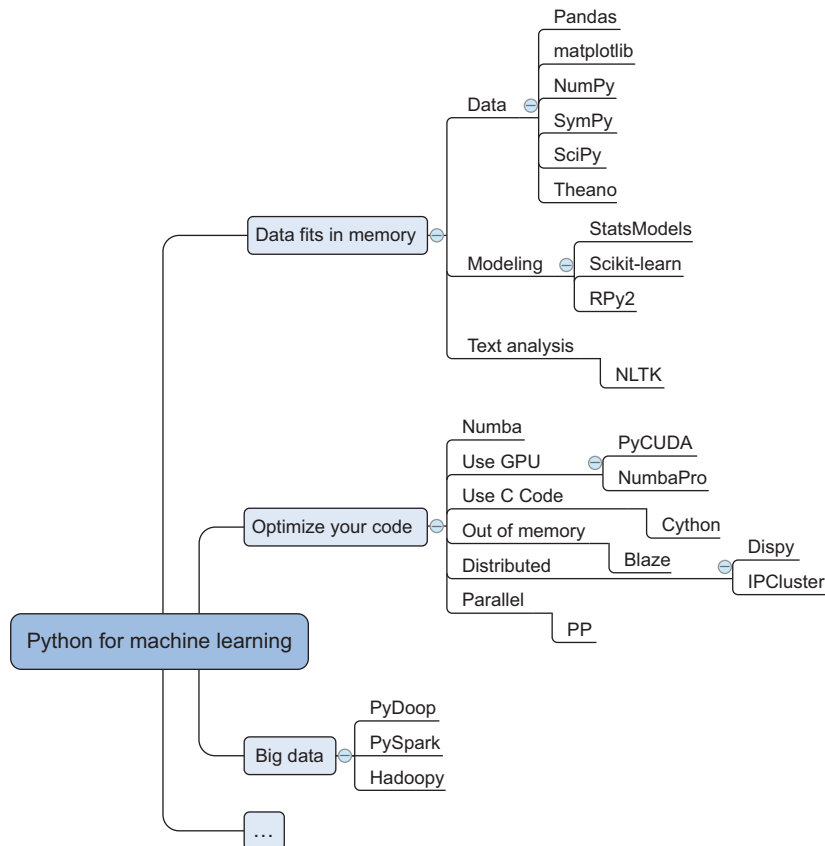 Pandas
matplotlib
NumPy
Data
SymPy
SciPy
Theano
StatsModels
Data fits in memory
Modeling
Scikit-learn
RPy2
Text analysis
NLTK
Numba
PyCUDA
Use GPU
NumbaPro
Use C Code
Cython
Optimize your code
Out of memory
Blaze
Dispy
Distributed
IPCluster
Parallel
PP
Python for machine learning
PyDoop
Big data
PySpark
Hadoopy
...